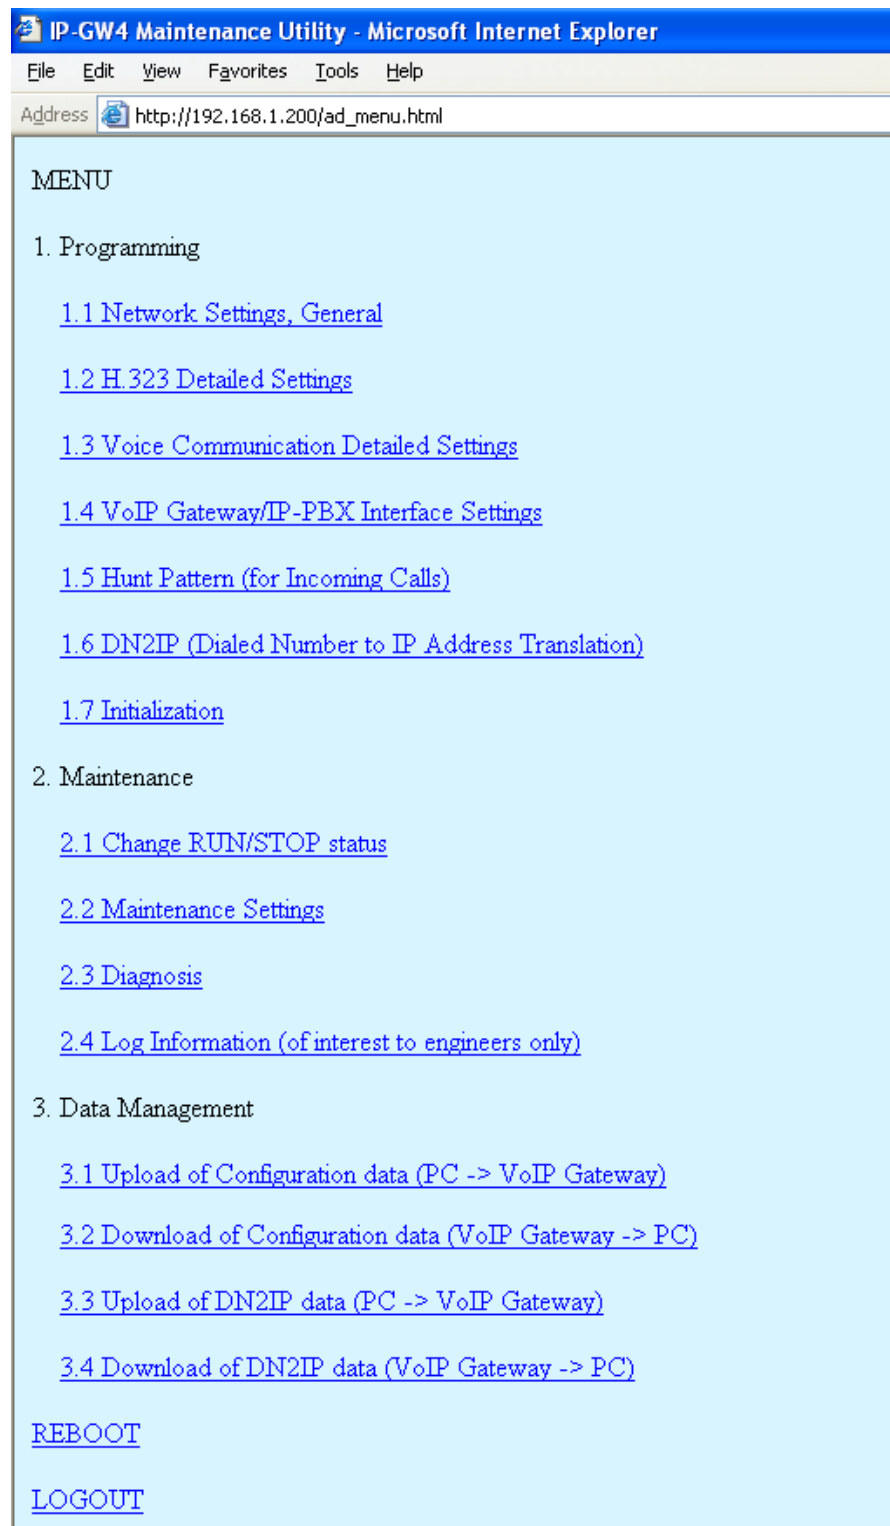 IP-GW4 Maintenance Utility - Microsoft Internet Explorer
File Edit View Favorites Tools Help
Address http://192.168.1.200/ad_menu.html
MENU
1. Programming
1.1 Network Settings, General
1.2 H.323 Detailed Settings
1.3 Voice Communication Detailed Settings
1.4 VoIP Gateway/IP-PBX Interface Settings
1.5 Hunt Pattern (for Incoming Calls)
1.6 DN2IP (Dialed Number to IP Address Translation)
1.7 Initialization
2. Maintenance
2.1 Change RUN/STOP status
2.2 Maintenance Settings
2.3 Diagnosis
2.4 Log Information (of interest to engineers only)
3. Data Management
3.1 Upload of Configuration data (PC -> VoIP Gateway)
3.2 Download of Configuration data (VoIP Gateway -> PC)
3.3 Upload of DN2IP data (PC -> VoIP Gateway)
3.4 Download of DN2IP data (VoIP Gateway -> PC)
REBOOT
LOGOUT